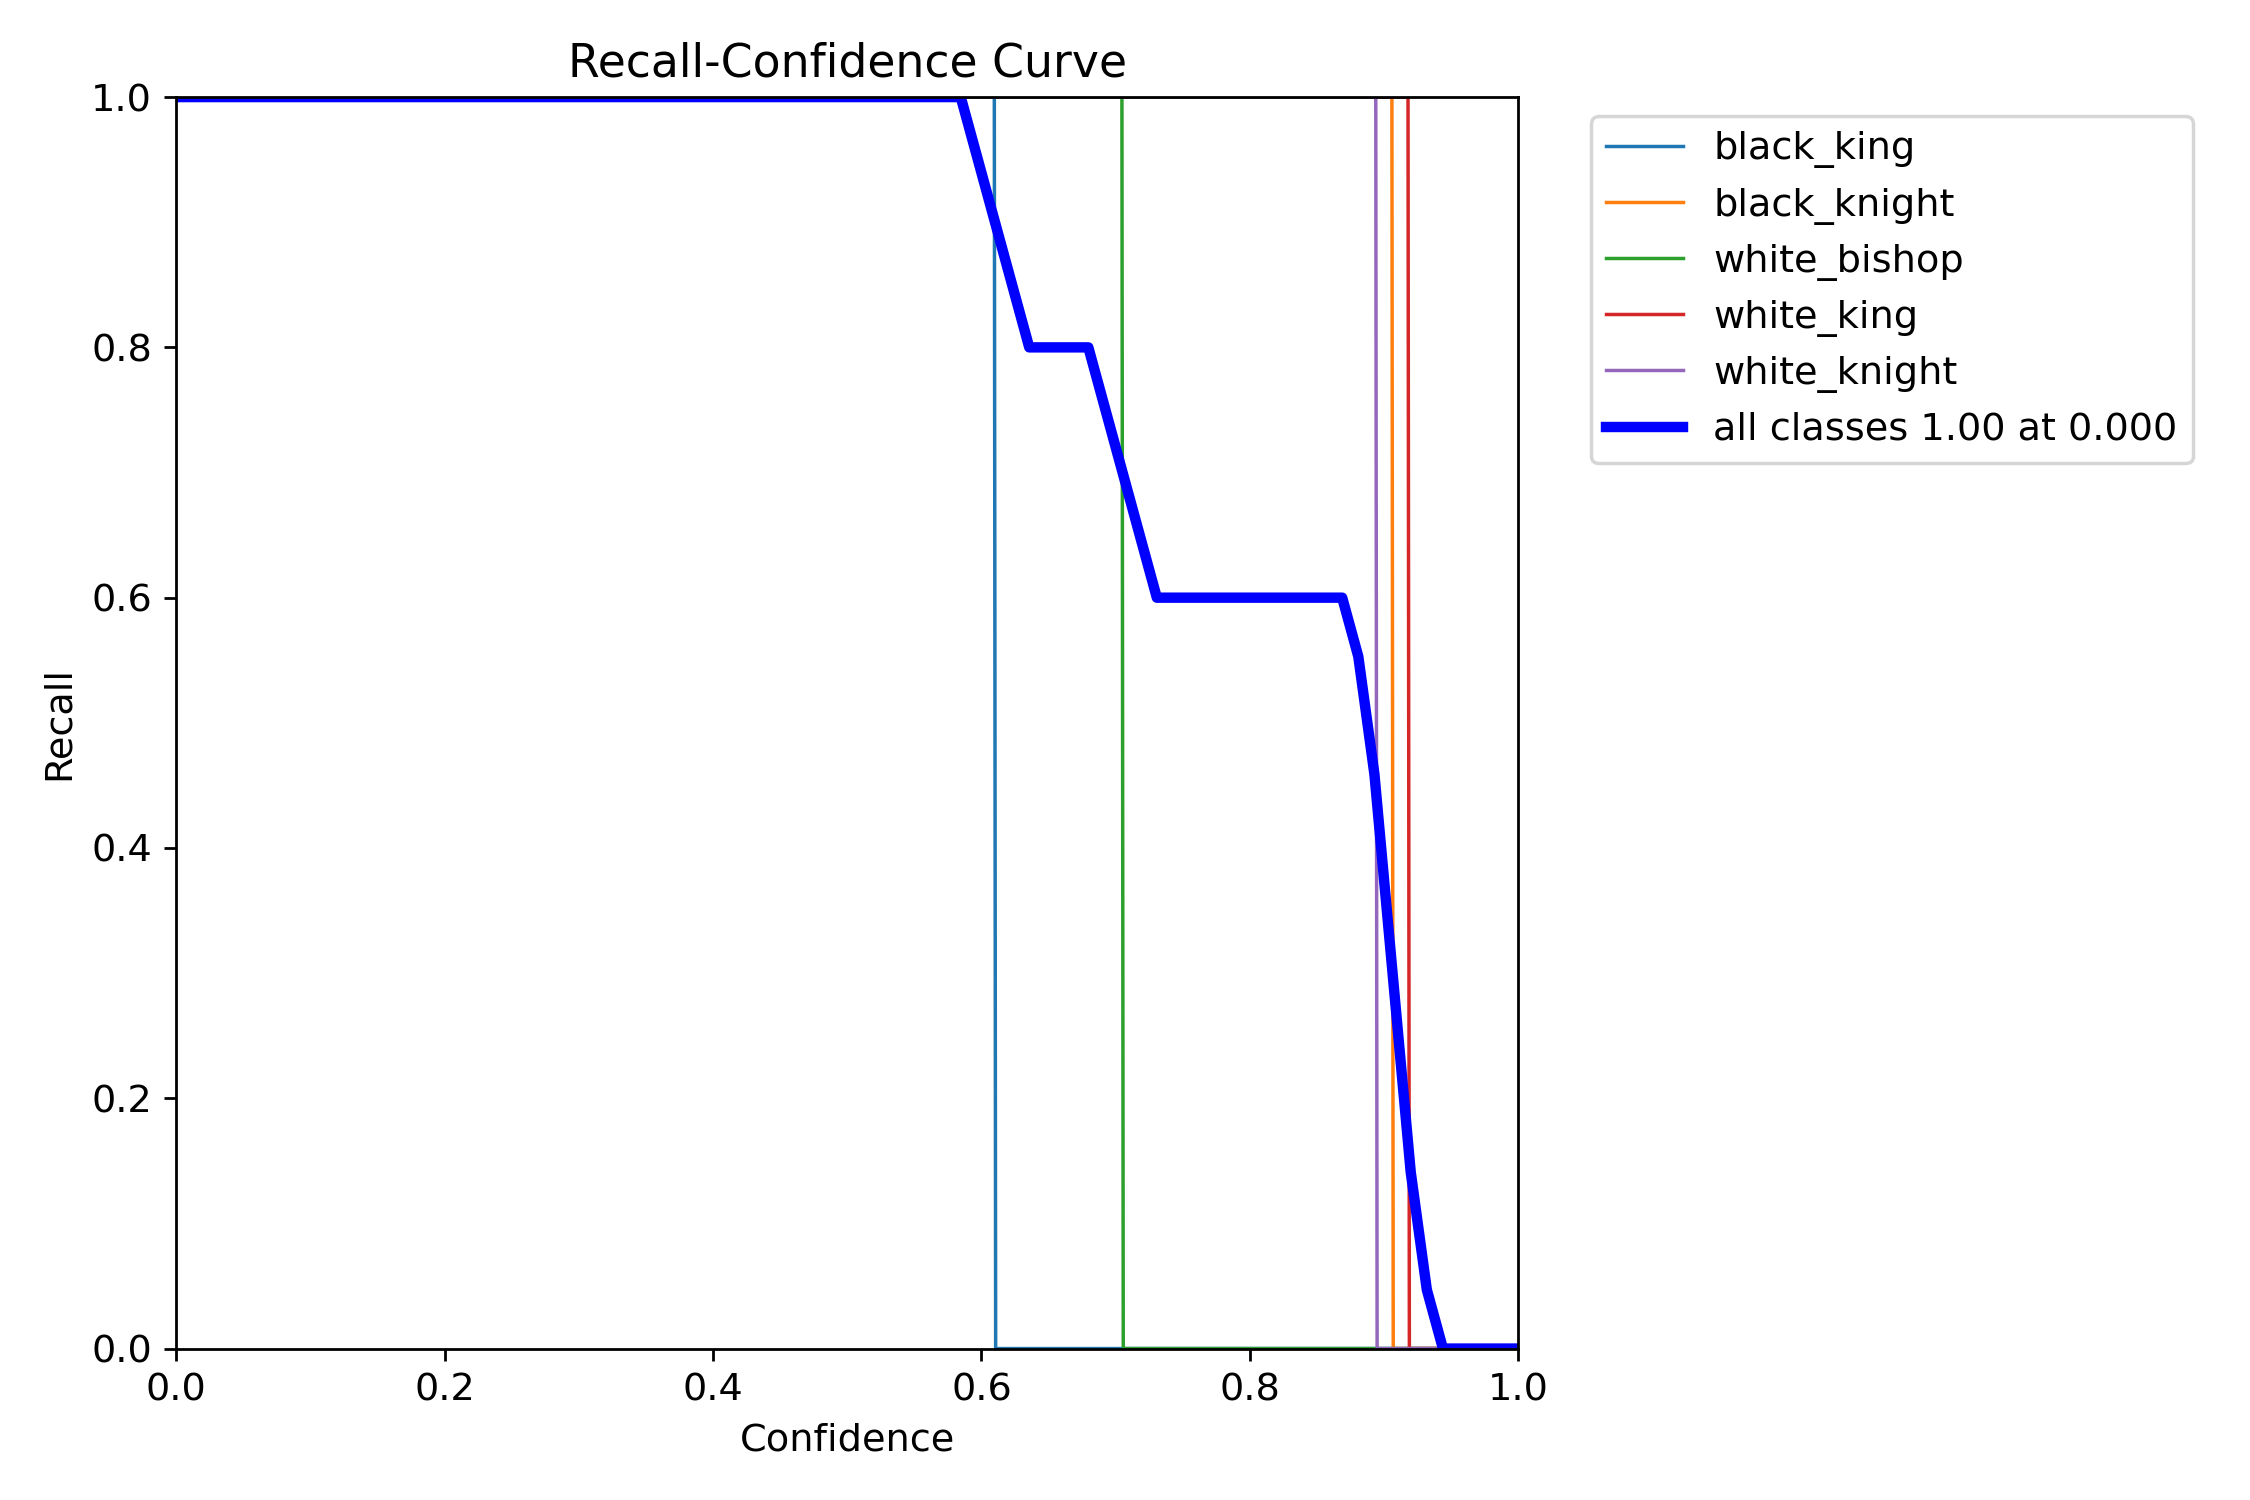 Recall-Confidence Curve
1.0
0.8
0.6
0.4
0.2
0.0
Recall
0.0 0.2 0.4 0.6 0.8 1.0
Confidence
black_king
black_knight
white_bishop
white_king
white_knight
all classes 1.00 at 0.000